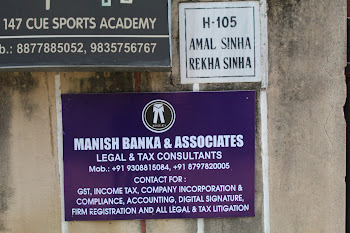 147 CUE SPORTS ACADEMY
b.: 8877885052, 9835756767
H-105
AMAL SINHA
REKHA SINHA
MANISH BANKA & ASSOCIATES
LEGAL & TAX CONSULTANTS
Mob.: +91 9308815084, +91 8797820005
CONTACT FOR :
GST, INCOME TAX, COMPANY INCORPORATION &
COMPLIANCE, ACCOUNTING, DIGITAL SIGNATURE,
FIRM REGISTRATION AND ALL LEGAL & TAX LITIGATION